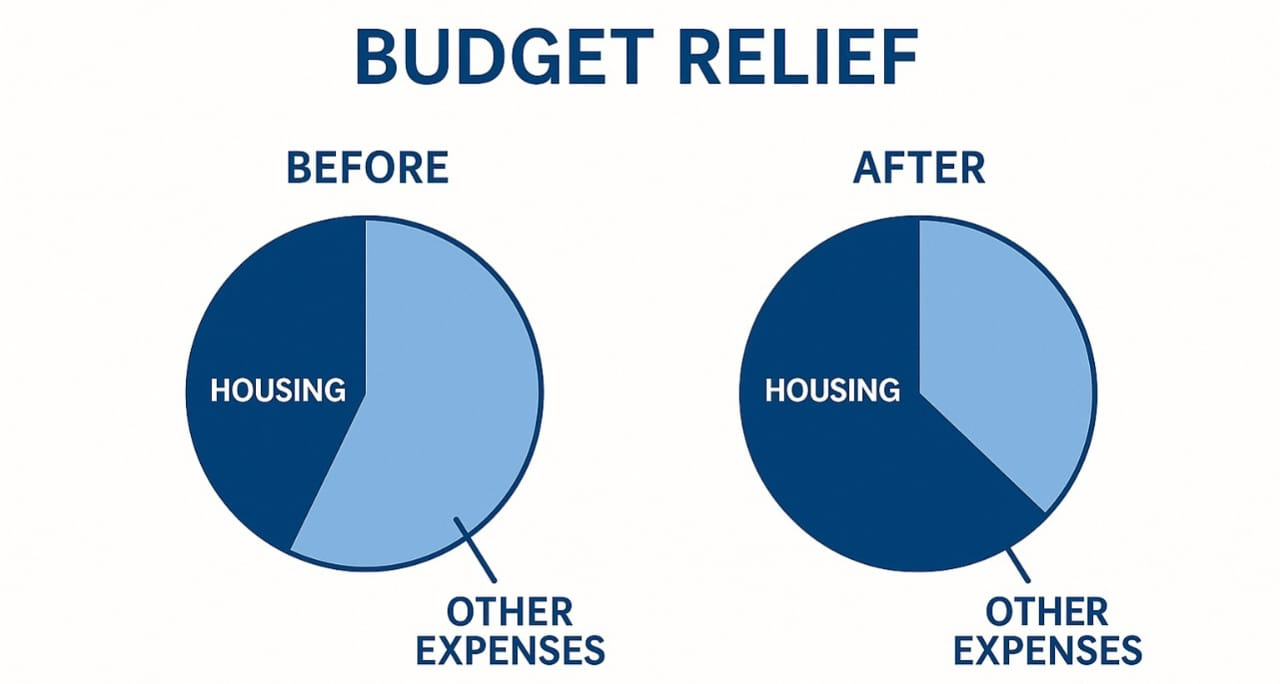 BUDGET RELIEF
BEFORE
HOUSING
OTHER
EXPENSES
AFTER
HOUSING
OTHER
EXPENSES